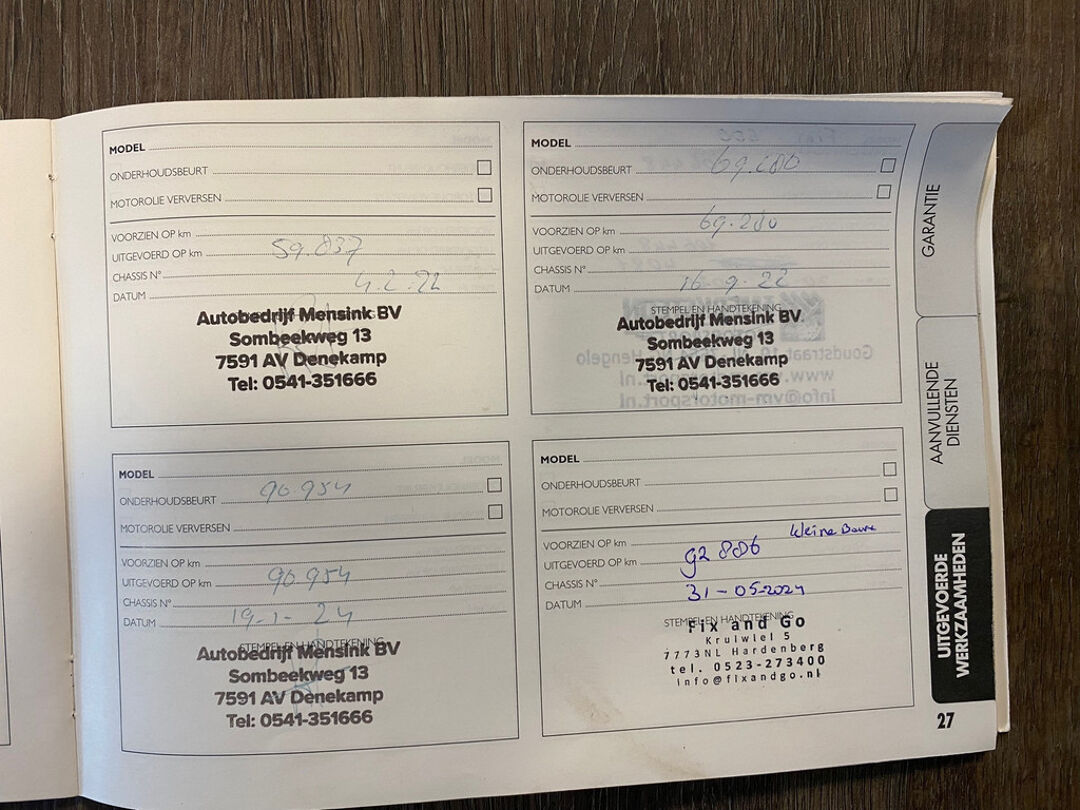 MODEL
ONDERHOUDSBEURT
MOTOROLIE VERVERSEN
VOORZIEN OP km
UITGEVOERD OP km 59.837
CHASSIS N°
DATUM 4.2.22
Autobedrijf Mensink BV
Sombeekweg 13
7591 AV Denekamp
Tel: 0541-351666
MODEL
ONDERHOUDSBEURT 69.280
MOTOROLIE VERVERSEN
VOORZIEN OP km 69.280
UITGEVOERD OP km
CHASSIS N°
DATUM 16.9.22
STEMPEL EN HANDTEKENING
Autobedrijf Mensink BV
Sombeekweg 13
7591 AV Denekamp
Tel: 0541-351666
MODEL
ONDERHOUDSBEURT 90.954
MOTOROLIE VERVERSEN
VOORZIEN OP km
UITGEVOERD OP km 90.954
CHASSIS N°
DATUM 19-1-24
STEMPEL EN HANDTEKENING
Autobedrijf Mensink BV
Sombeekweg 13
7591 AV Denekamp
Tel: 0541-351666
MODEL
ONDERHOUDSBEURT
MOTOROLIE VERVERSEN
VOORZIEN OP km kleine
UITGEVOERD OP km 92 886
CHASSIS N°
DATUM 31-05-2024
STEMPEL EN HANDTEKENING
Fix and Go
Kruiwiel 5
7773NL Hardenberg
tel. 0523-273400
info@fixandgo.nl
GARANTIE
AANVULLENDE
DIENSTEN
UITGEVOERDE
WERKZAAMHEDEN
27